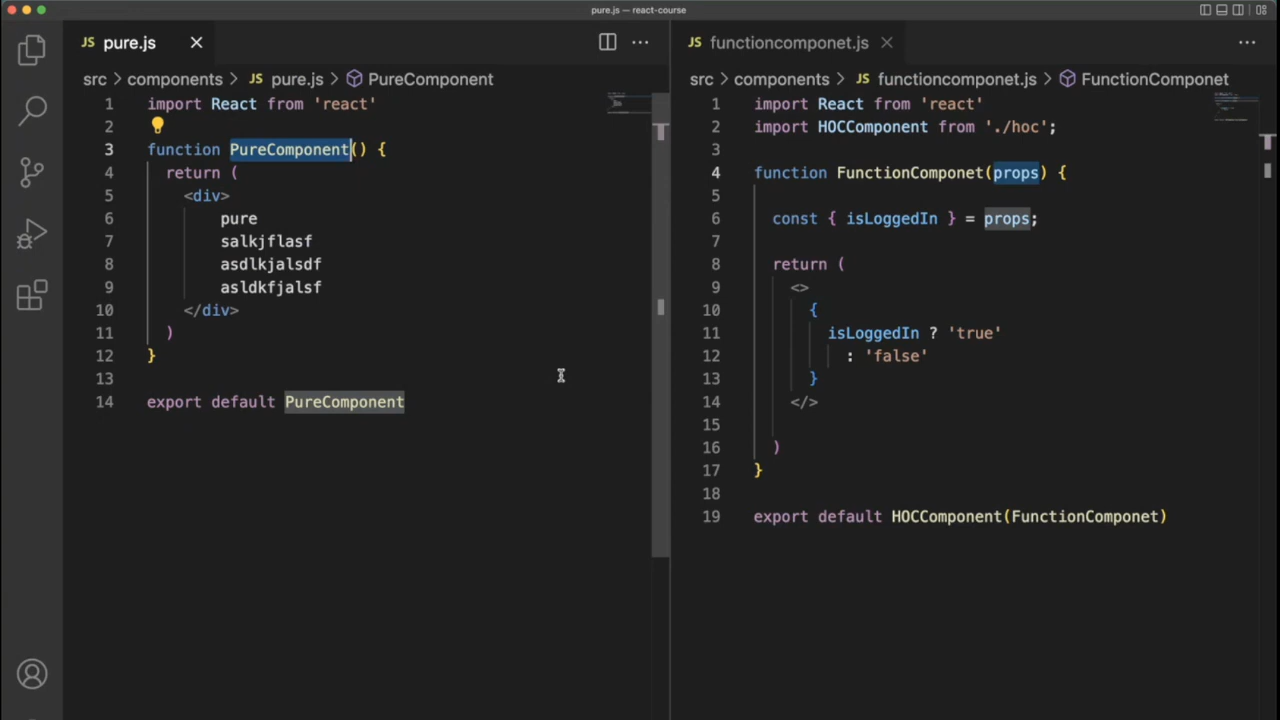 pure.js — react-course
JS pure.js
JS functioncomponet.js
src > components > JS pure.js > PureComponent
1 import React from 'react'
2
3 function PureComponent() {
4 return (
5 <div>
6 pure
7 salkjflasf
8 asdlkjalsdf
9 asldkfjalsf
10 </div>
11 )
12 }
13
14 export default PureComponent
src > components > JS functioncomponet.js > FunctionComponet
1 import React from 'react'
2 import HOCComponent from './hoc';
3
4 function FunctionComponet(props) {
5
6 const { isLoggedIn } = props;
7
8 return (
9 <>
10 {
11 isLoggedIn ? 'true'
12 : 'false'
13 }
14 </>
15
16 )
17 }
18
19 export default HOCComponent(FunctionComponet)